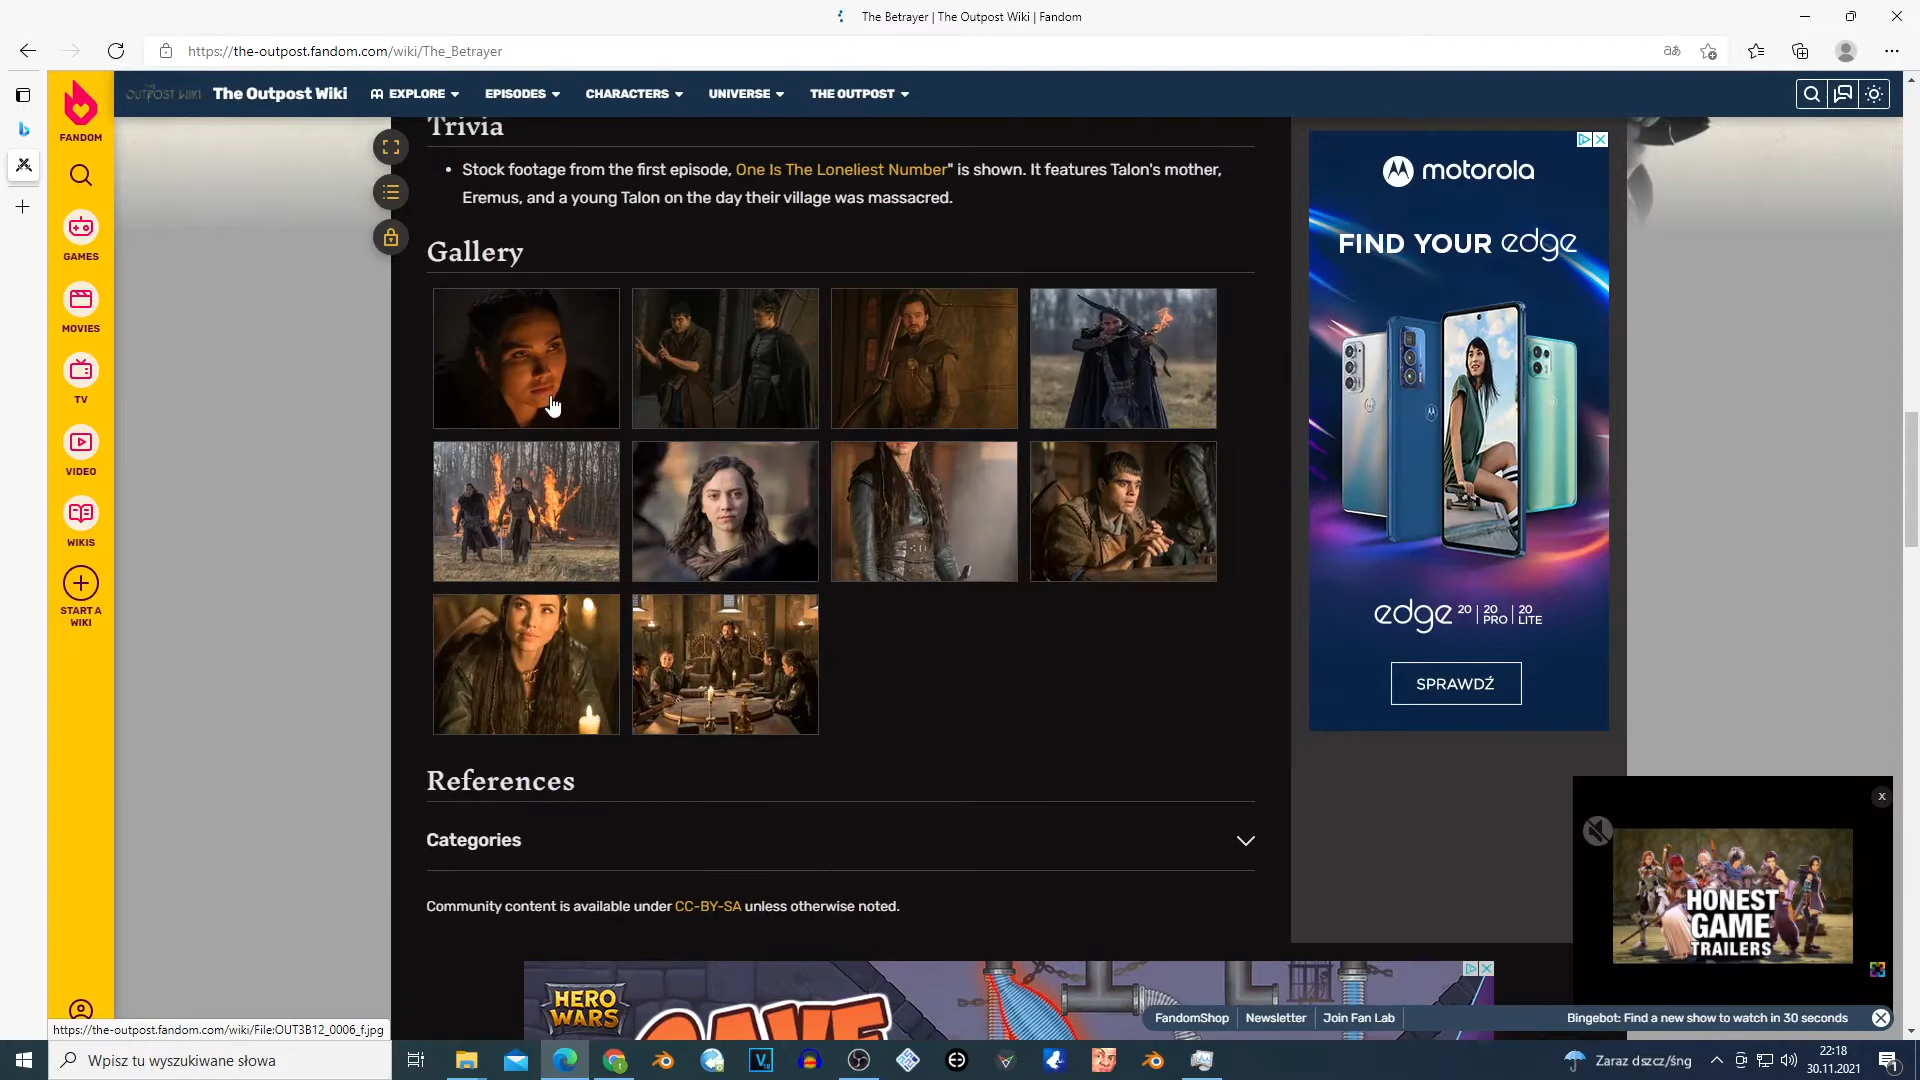 The Betrayer | The Outpost Wiki | Fandom
https://the-outpost.fandom.com/wiki/The_Betrayer
FANDOM
GAMES
MOVIES
TV
VIDEO
WIKIS
START A
WIKI
OUTPOST WIKI
The Outpost Wiki
EXPLORE
EPISODES
CHARACTERS
UNIVERSE
THE OUTPOST
Trivia
Stock footage from the first episode, One Is The Loneliest Number" is shown. It features Talon's mother,
Eremus, and a young Talon on the day their village was massacred.
Gallery
References
Categories
Community content is available under CC-BY-SA unless otherwise noted.
motorola
FIND YOUR edge
edge 20 | 20 PRO | 20 LITE
SPRAWDŹ
x
HONEST
GAME
TRAILERS
HERO
WARS
FandomShop
Newsletter
Join Fan Lab
Bingebot: Find a new show to watch in 30 seconds
https://the-outpost.fandom.com/wiki/File:OUT3B12_0006_f.jpg
Wpisz tu wyszukiwane słowa
Zaraz dszcz/śng
22:18
30.11.2021
1